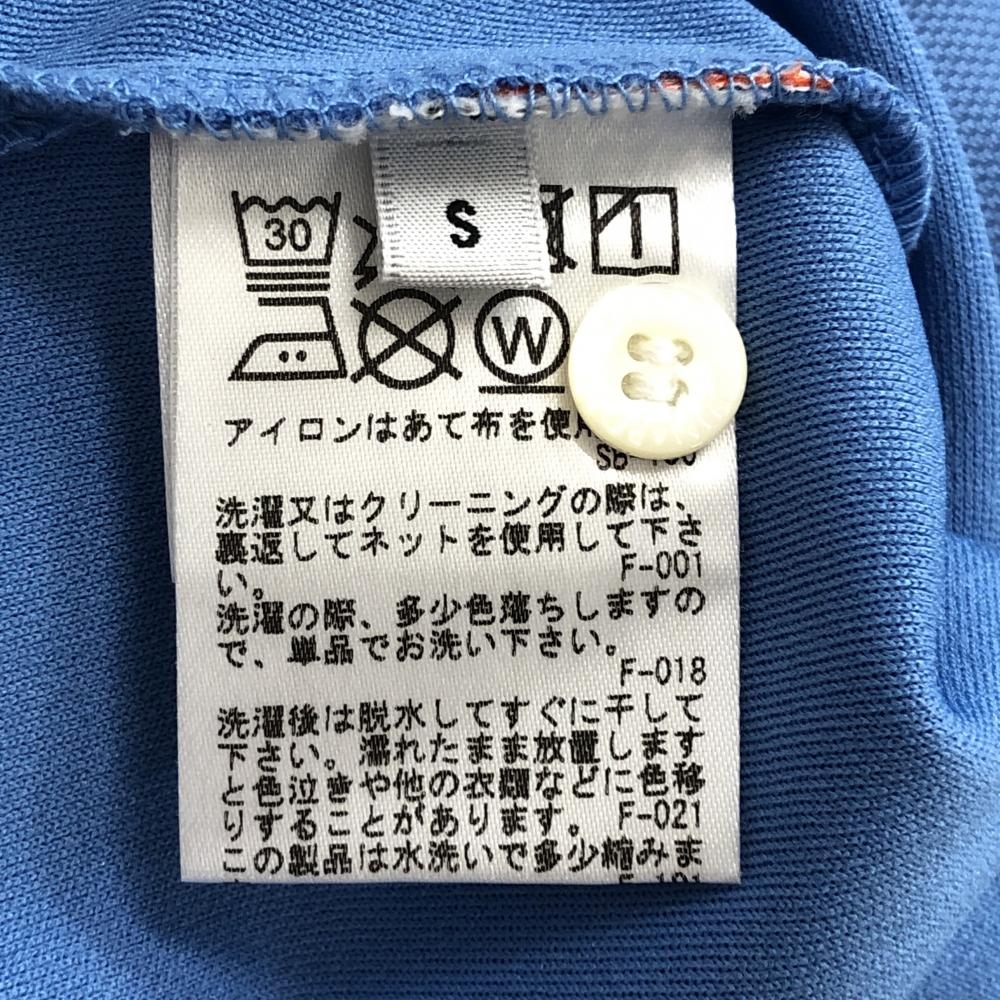 S
30
W
アイロンはあて布を使用
洗濯又はクリーニングの際は、
裏返してネットを使用して下さ
い。
F-001
洗濯の際、多少色落ちしますの
で、単品でお洗い下さい。
F-018
洗濯後は脱水してすぐに干して
下さい。濡れたまま放置します
と色泣きや他の衣類などに色移
りすることがあります。 F-021
この製品は水洗いで多少縮みま